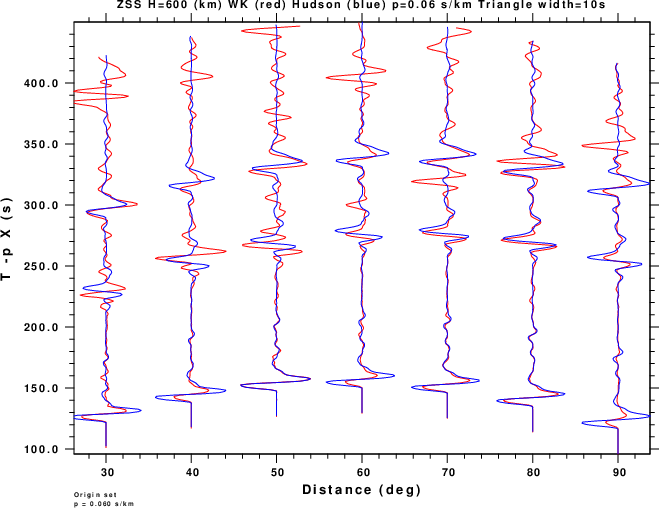 ZSS H=600 (km) WK (red) Hudson (blue) p=0.06 s/km Triangle width=10s
400.0
350.0
300.0
250.0
200.0
150.0
100.0
T -p X (s)
30 40 50 60 70 80 90
Distance (deg)
Origin set
p = 0.060 s/km